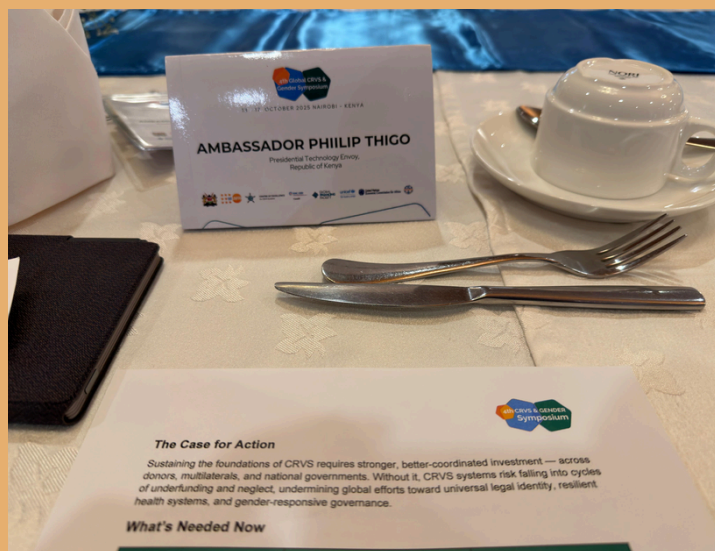 4th Global CRVS &
Gender Symposium
OCTOBER 2025 NAIROBI - KENYA
AMBASSADOR PHIILIP THIGO
Presidential Technology Envoy,
Republic of Kenya
NOBI
4th CRVS & GENDER
Symposium
The Case for Action
Sustaining the foundations of CRVS requires stronger, better-coordinated investment — across
donors, multilaterals, and national governments. Without it, CRVS systems risk falling into cycles
of underfunding and neglect, undermining global efforts toward universal legal identity, resilient
health systems, and gender-responsive governance.
What's Needed Now